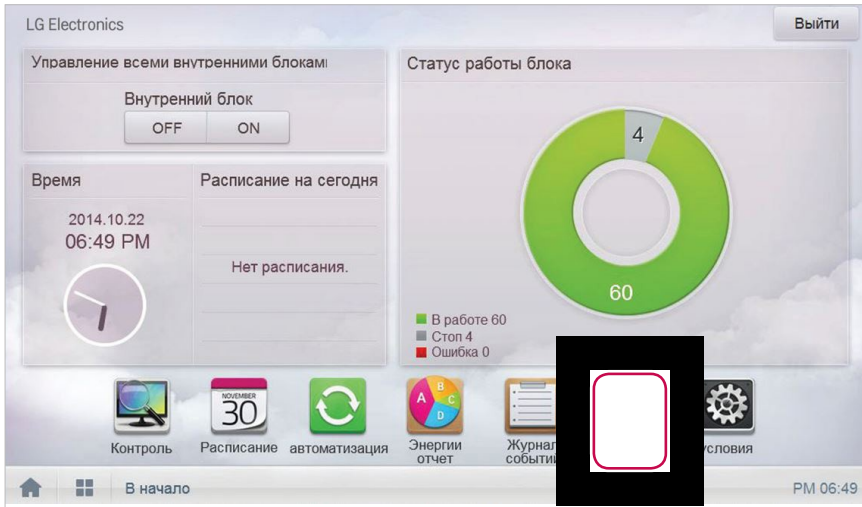 LG Electronics
Выйти
Управление всеми внутренними блоками
Внутренний блок
OFF ON
Статус работы блока
4
60
В работе 60
Стоп 4
Ошибка 0
Время
2014.10.22
06:49 PM
Расписание на сегодня
Нет расписания.
NOVEMBER
30
A B C D
Контроль
Расписание
автоматизация
Энергии
отчет
Журнал
событи
условия
В начало
PM 06:49